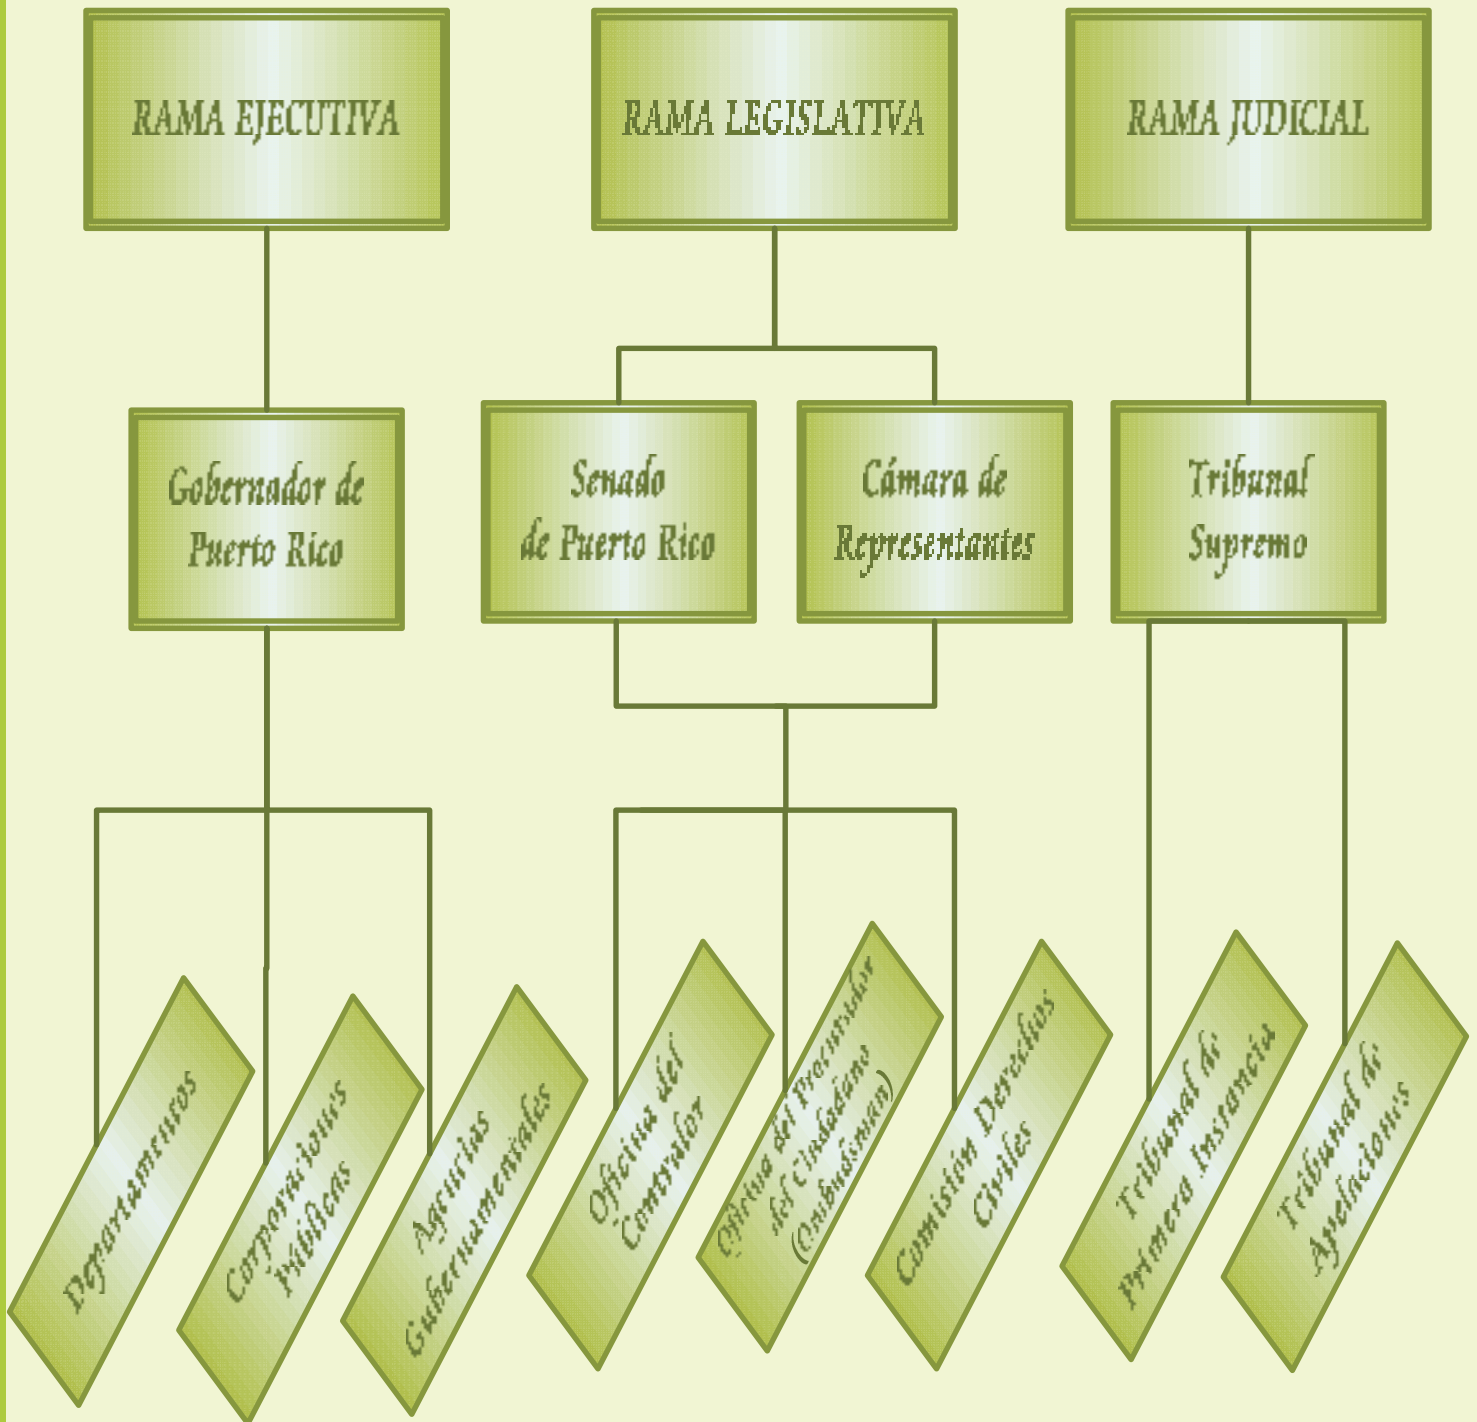 RAMA EJECUTIVA
RAMA LEGISLATIVA
RAMA JUDICIAL
Gobernador de
Puerto Rico
Senado
de Puerto Rico
Cámara de
Representantes
Tribunal
Supremo
Departamentos
Corporaciones
Públicas
Agencias
Gubernamentales
Oficina del
Contralor
Oficina del Procurador
del Ciudadano
(Onibudsman)
Comisión Derechos
Civiles
Tribunal de
Primera Instancia
Tribunal de
Apelaciones